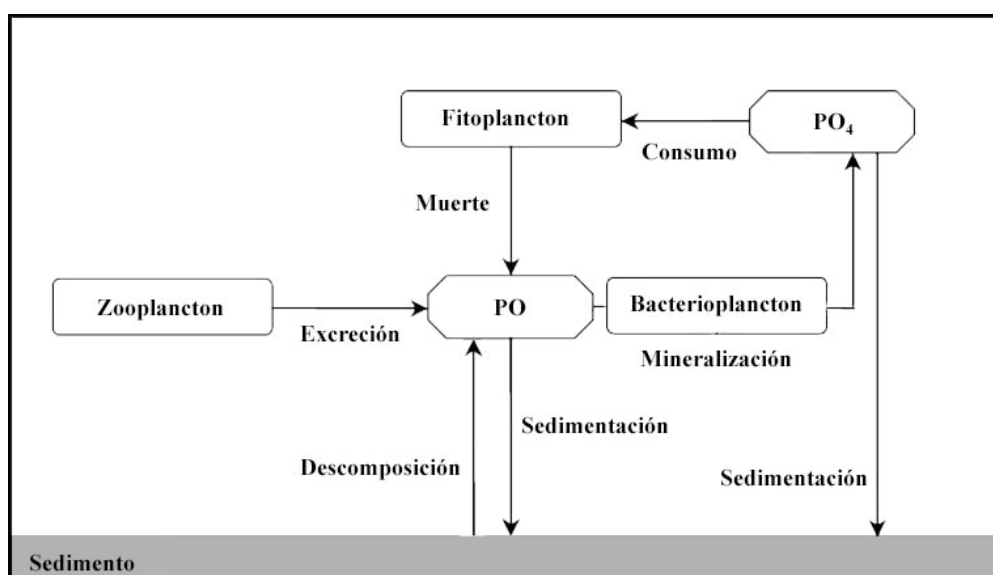 Fitoplancton
PO₄
Consumo
Muerte
Zooplancton
PO
Bacterioplancton
Excreción
Mineralización
Sedimentación
Descomposición
Sedimentación
Sedimento